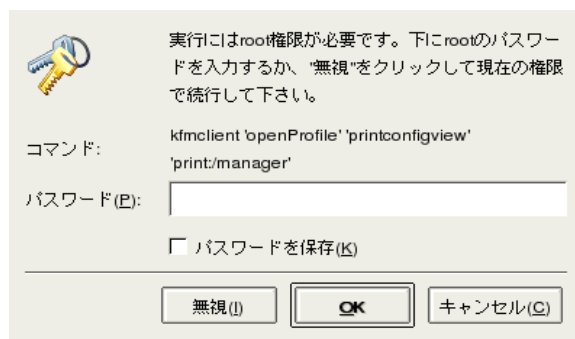 実行にはroot権限が必要です。下にrootのパスワー
ドを入力するか、"無視"をクリックして現在の権限
で続行して下さい。
コマンド:
kfmclient 'openProfile' 'printconfigview'
'print:/manager'
パスワード(P):
パスワードを保存(K)
無視(I)
OK
キャンセル(C)